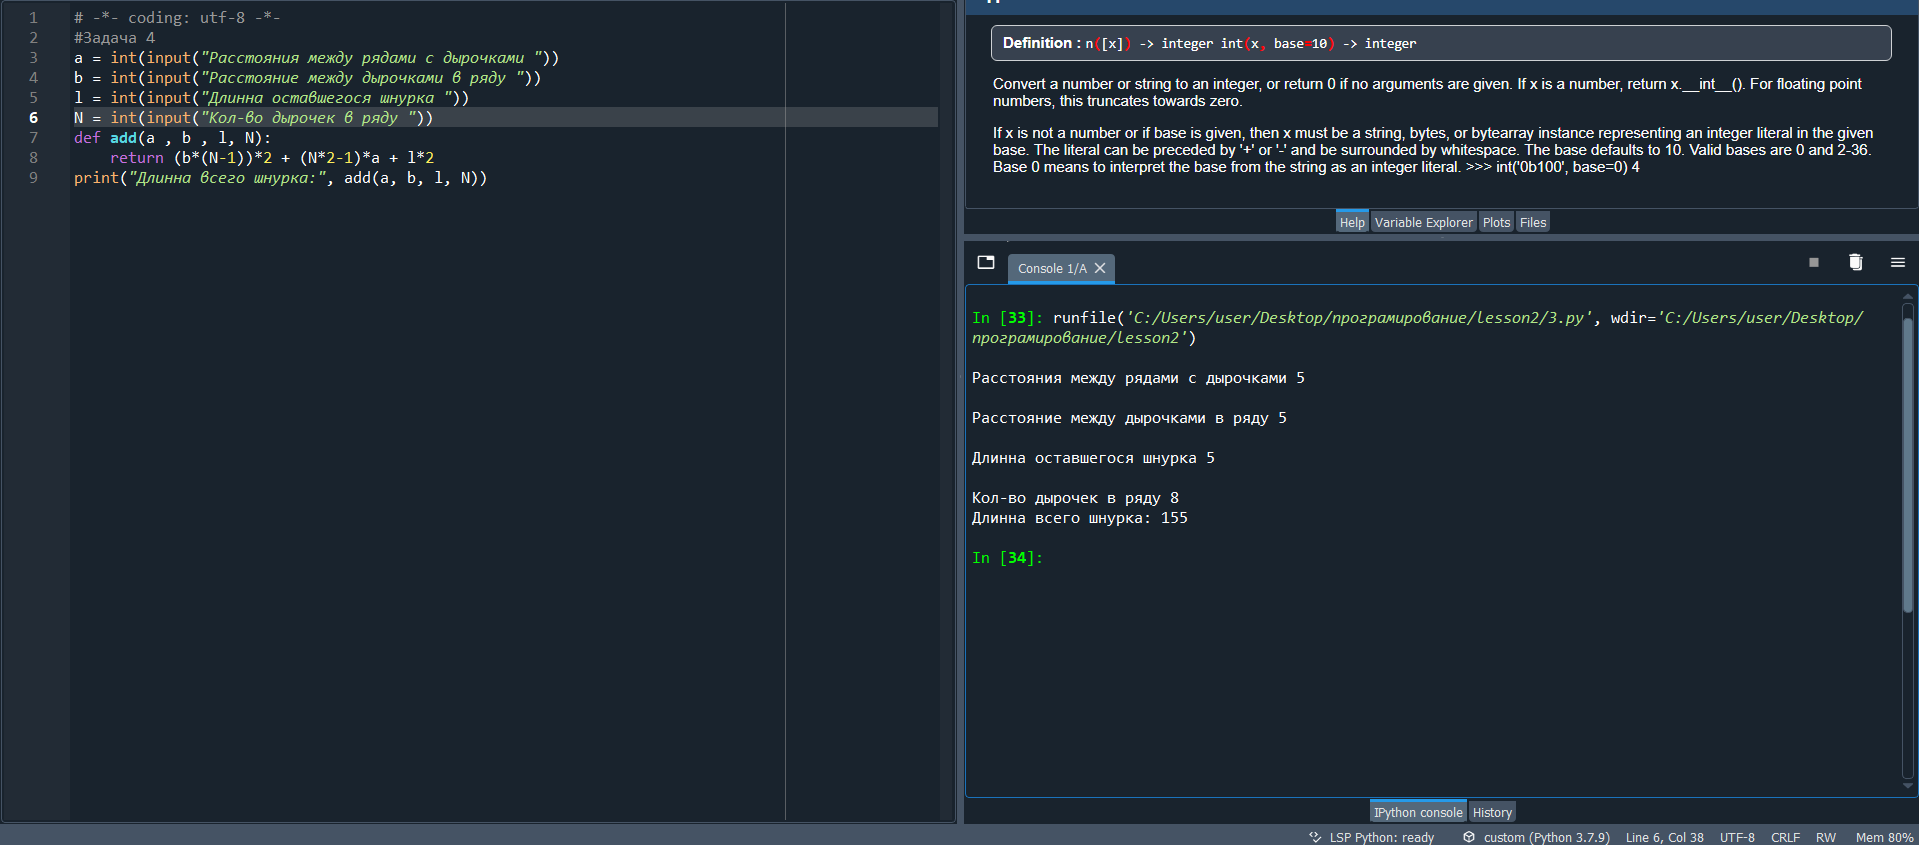 1 # -*- coding: utf-8 -*-
2 #Задача 4
3 a = int(input("Расстояния между рядами с дырочками "))
4 b = int(input("Расстояние между дырочками в ряду "))
5 l = int(input("Длинна оставшегося шнурка "))
6 N = int(input("Кол-во дырочек в ряду "))
7 def add(a , b , l, N):
8     return (b*(N-1))*2 + (N*2-1)*a + l*2
9 print("Длинна всего шнурка:", add(a, b, l, N))
Definition : n([x]) -> integer int(x, base=10) -> integer
Convert a number or string to an integer, or return 0 if no arguments are given. If x is a number, return x.__int__(). For floating point
numbers, this truncates towards zero.
If x is not a number or if base is given, then x must be a string, bytes, or bytearray instance representing an integer literal in the given
base. The literal can be preceded by '+' or '-' and be surrounded by whitespace. The base defaults to 10. Valid bases are 0 and 2-36.
Base 0 means to interpret the base from the string as an integer literal. >>> int('0b100', base=0) 4
Help Variable Explorer Plots Files
Console 1/A
In [33]: runfile('C:/Users/user/Desktop/програмирование/lesson2/3.py', wdir='C:/Users/user/Desktop/
програмирование/lesson2')
Расстояния между рядами с дырочками 5
Расстояние между дырочками в ряду 5
Длинна оставшегося шнурка 5
Кол-во дырочек в ряду 8
Длинна всего шнурка: 155
In [34]:
IPython console History
LSP Python: ready custom (Python 3.7.9) Line 6, Col 38 UTF-8 CRLF RW Mem 80%